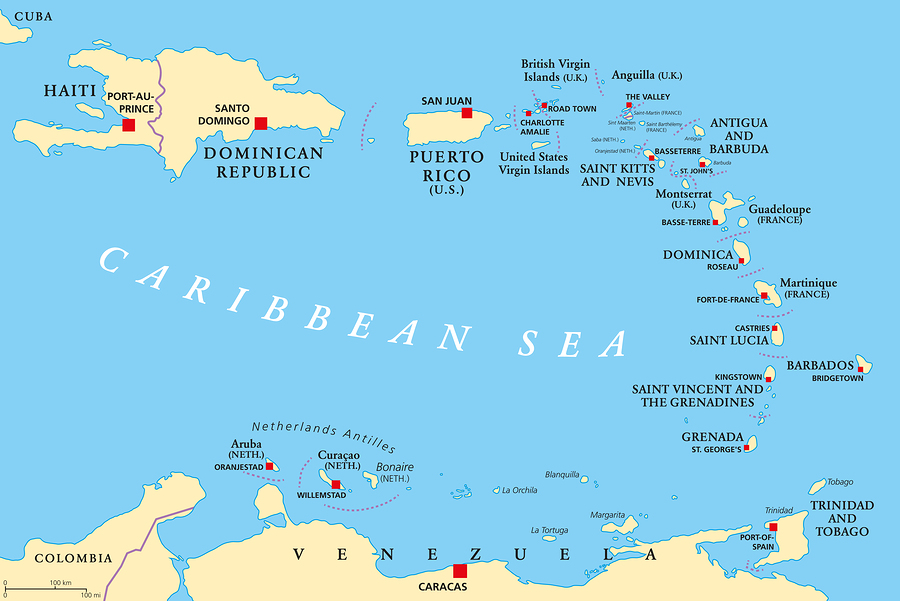 CUBA
HAITI
PORT-AU-
PRINCE
SANTO
DOMINGO
DOMINICAN
REPUBLIC
SAN JUAN
PUERTO
RICO
(U.S.)
British Virgin
Islands (U.K.)
ROAD TOWN
CHARLOTTE
AMALIE
United States
Virgin Islands
Anguilla (U.K.)
THE VALLEY
Saint-Martin (FRANCE)
Sint Maarten
(NETH.)
Saint Barthélemy
(FRANCE)
Saba (NETH.)
Oranjestad (NETH.)
BASSETERRE
SAINT KITTS
AND NEVIS
ANTIGUA
AND
BARBUDA
Antigua
Barbuda
ST. JOHN'S
Montserrat
(U.K.)
BASSE-TERRE
Guadeloupe
(FRANCE)
DOMINICA
ROSEAU
Martinique
(FRANCE)
FORT-DE-FRANCE
CASTRIES
SAINT LUCIA
BARBADOS
BRIDGETOWN
KINGSTOWN
SAINT VINCENT AND
THE GRENADINES
GRENADA
ST. GEORGE'S
CARIBBEAN SEA
Netherlands Antilles
Aruba
(NETH.)
ORANJESTAD
Curaçao
(NETH.)
WILLEMSTAD
Bonaire
(NETH.)
La Orchila
Blanquilla
La Tortuga
Margarita
Tobago
Trinidad
TRINIDAD
AND
TOBAGO
PORT-OF-
SPAIN
VENEZUELA
CARACAS
COLOMBIA
0 100 km
0 100 mi